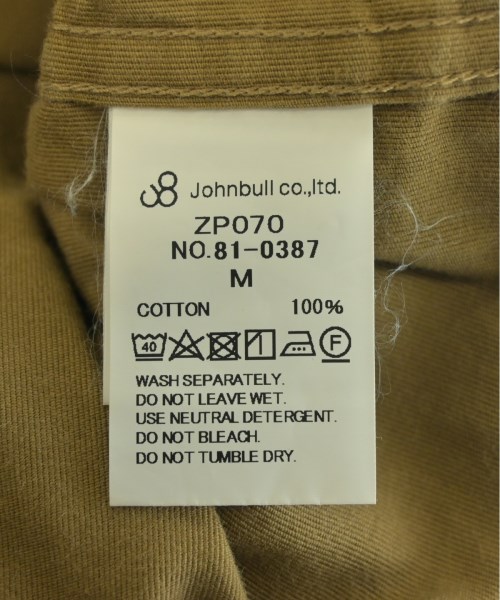 Johnbull co.,ltd.
ZP070
NO.81-0387
M
COTTON 100%
40 F
WASH SEPARATELY.
DO NOT LEAVE WET.
USE NEUTRAL DETERGENT.
DO NOT BLEACH.
DO NOT TUMBLE DRY.